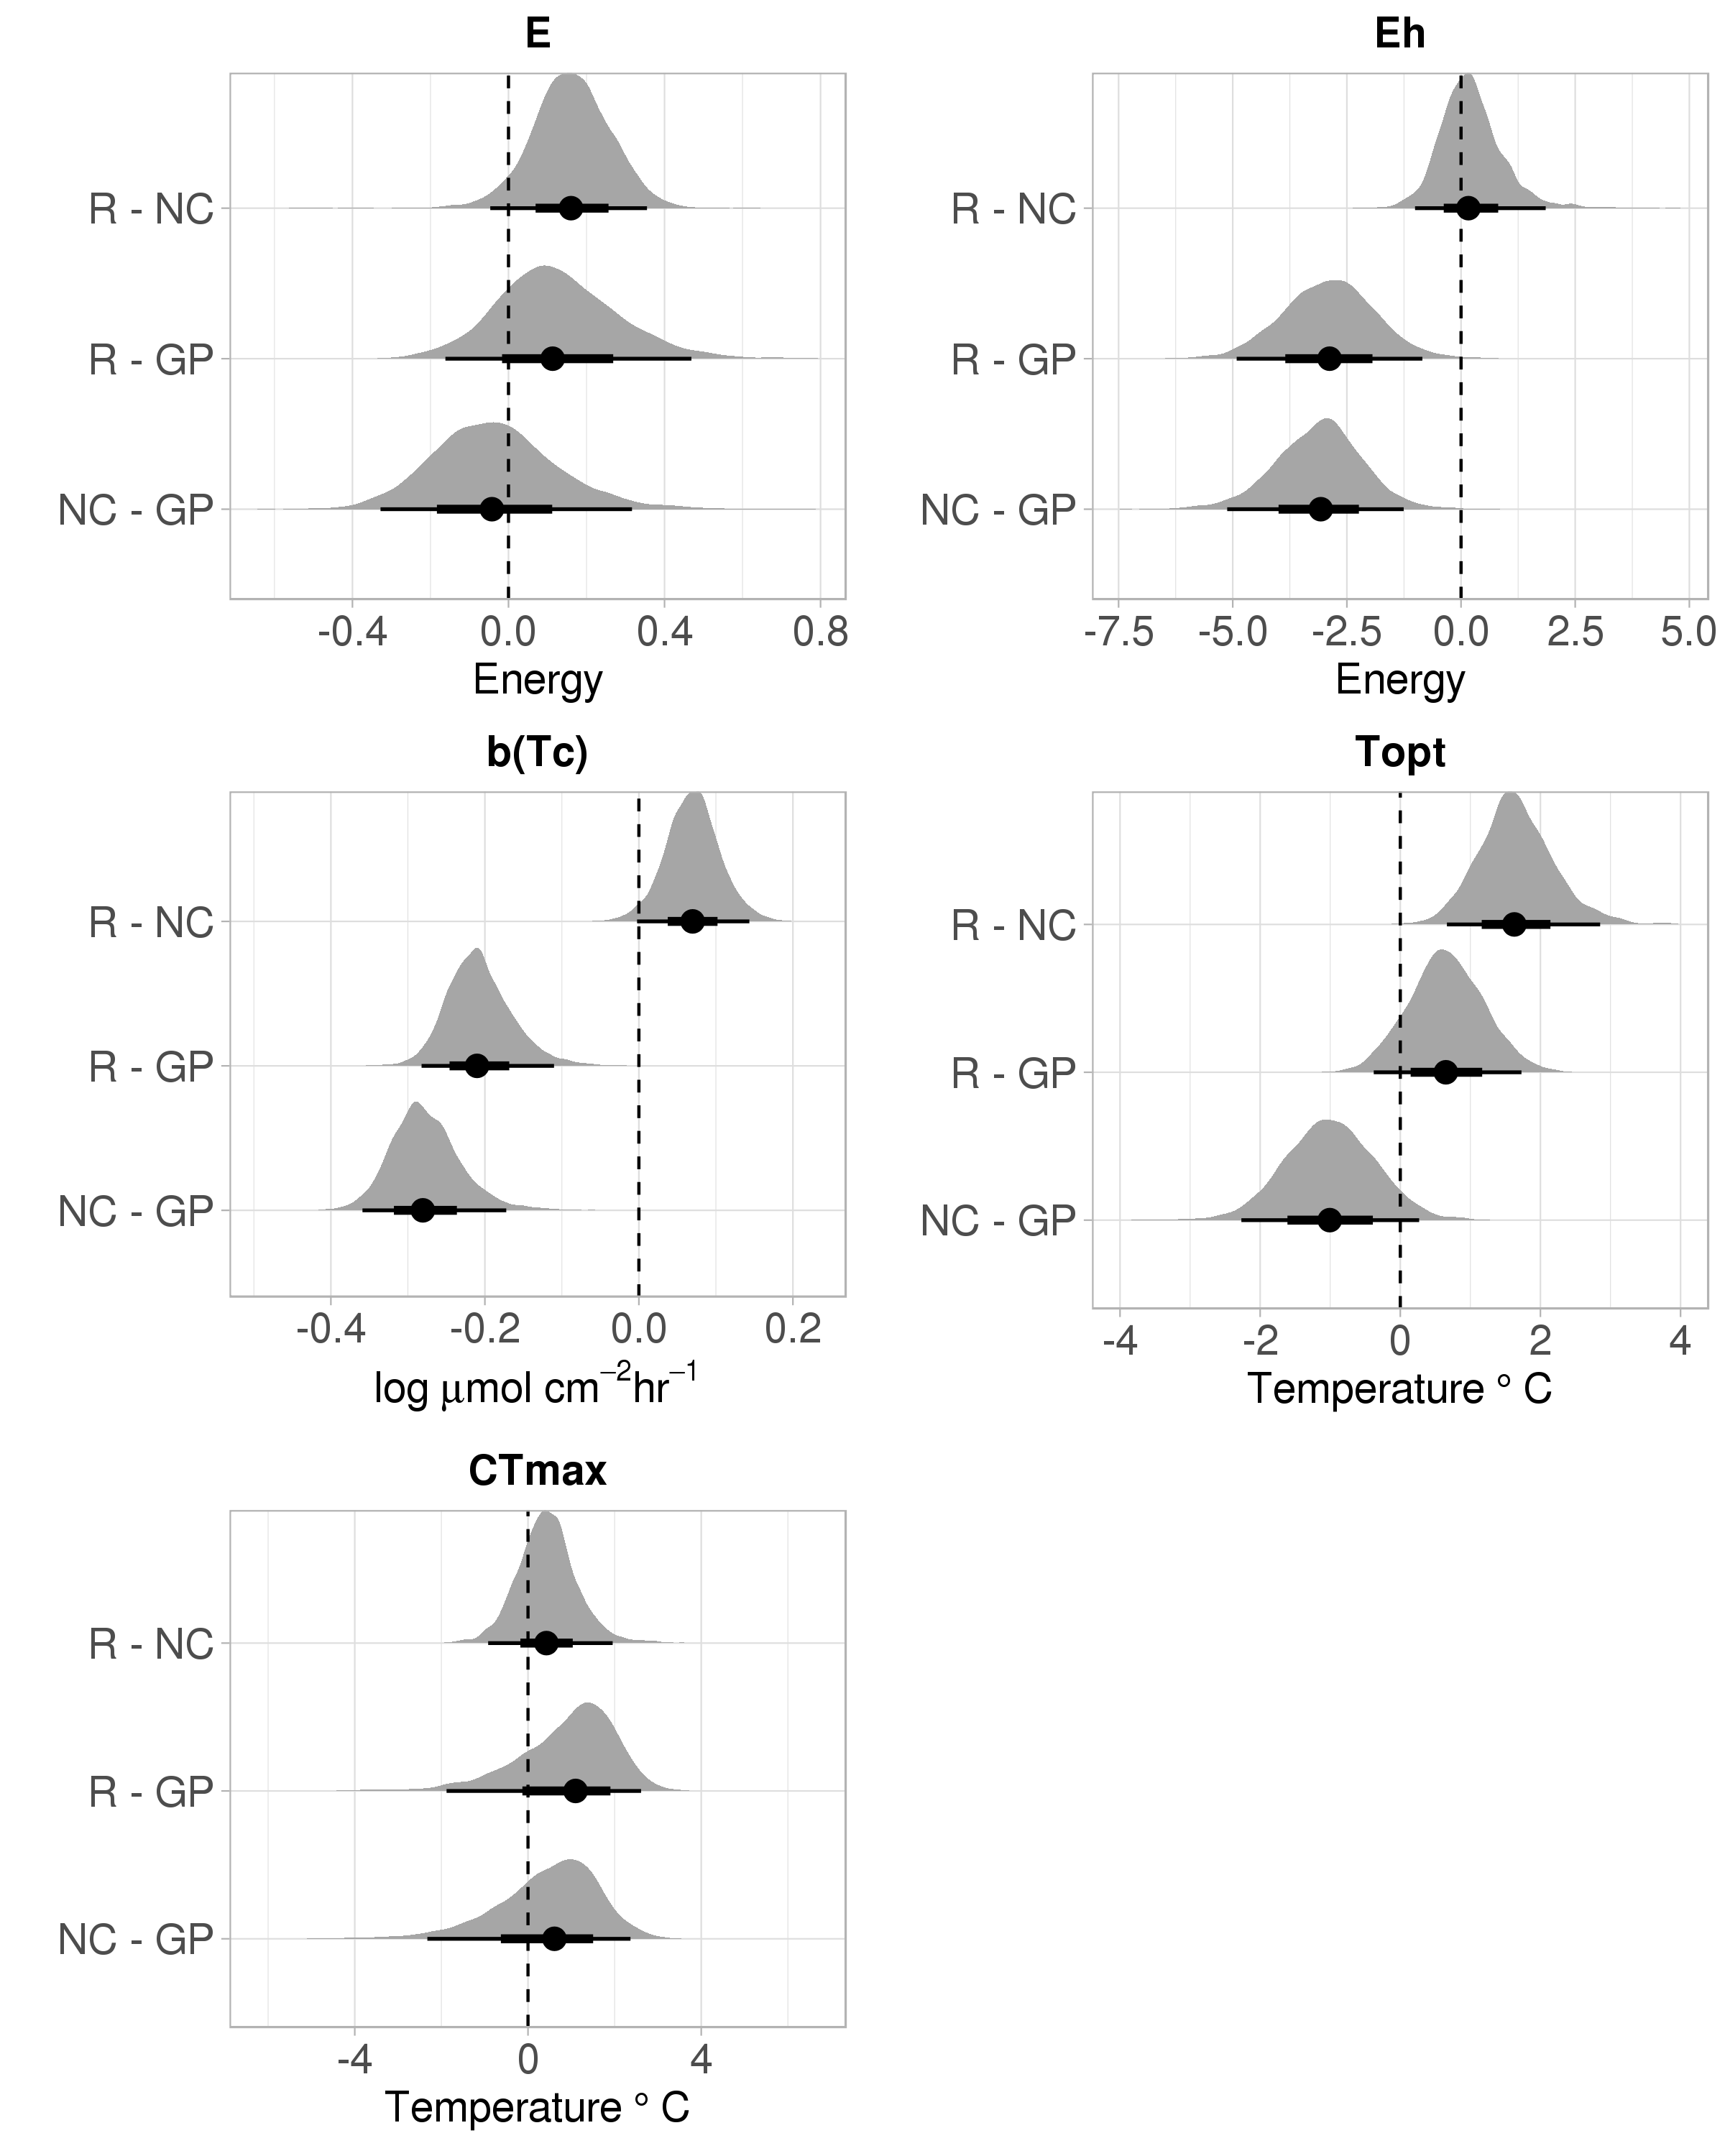 E
R - NC
R - GP
NC - GP
-0.4 0.0 0.4 0.8
Energy
Eh
R - NC
R - GP
NC - GP
-7.5 -5.0 -2.5 0.0 2.5 5.0
Energy
b(Tc)
R - NC
R - GP
NC - GP
-0.4 -0.2 0.0 0.2
log μmol cm⁻²hr⁻¹
Topt
R - NC
R - GP
NC - GP
-4 -2 0 2 4
Temperature ° C
CTmax
R - NC
R - GP
NC - GP
-4 0 4
Temperature ° C